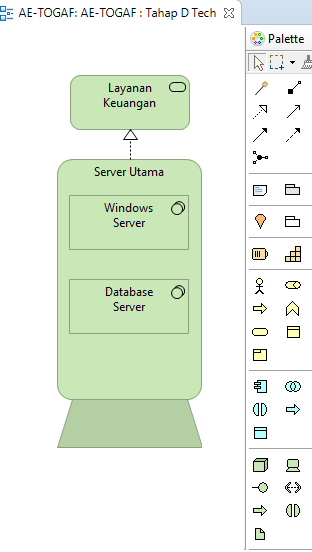 AE-TOGAF: AE-TOGAF : Tahap D Tech
Palette
Layanan
Keuangan
Server Utama
Windows
Server
Database
Server